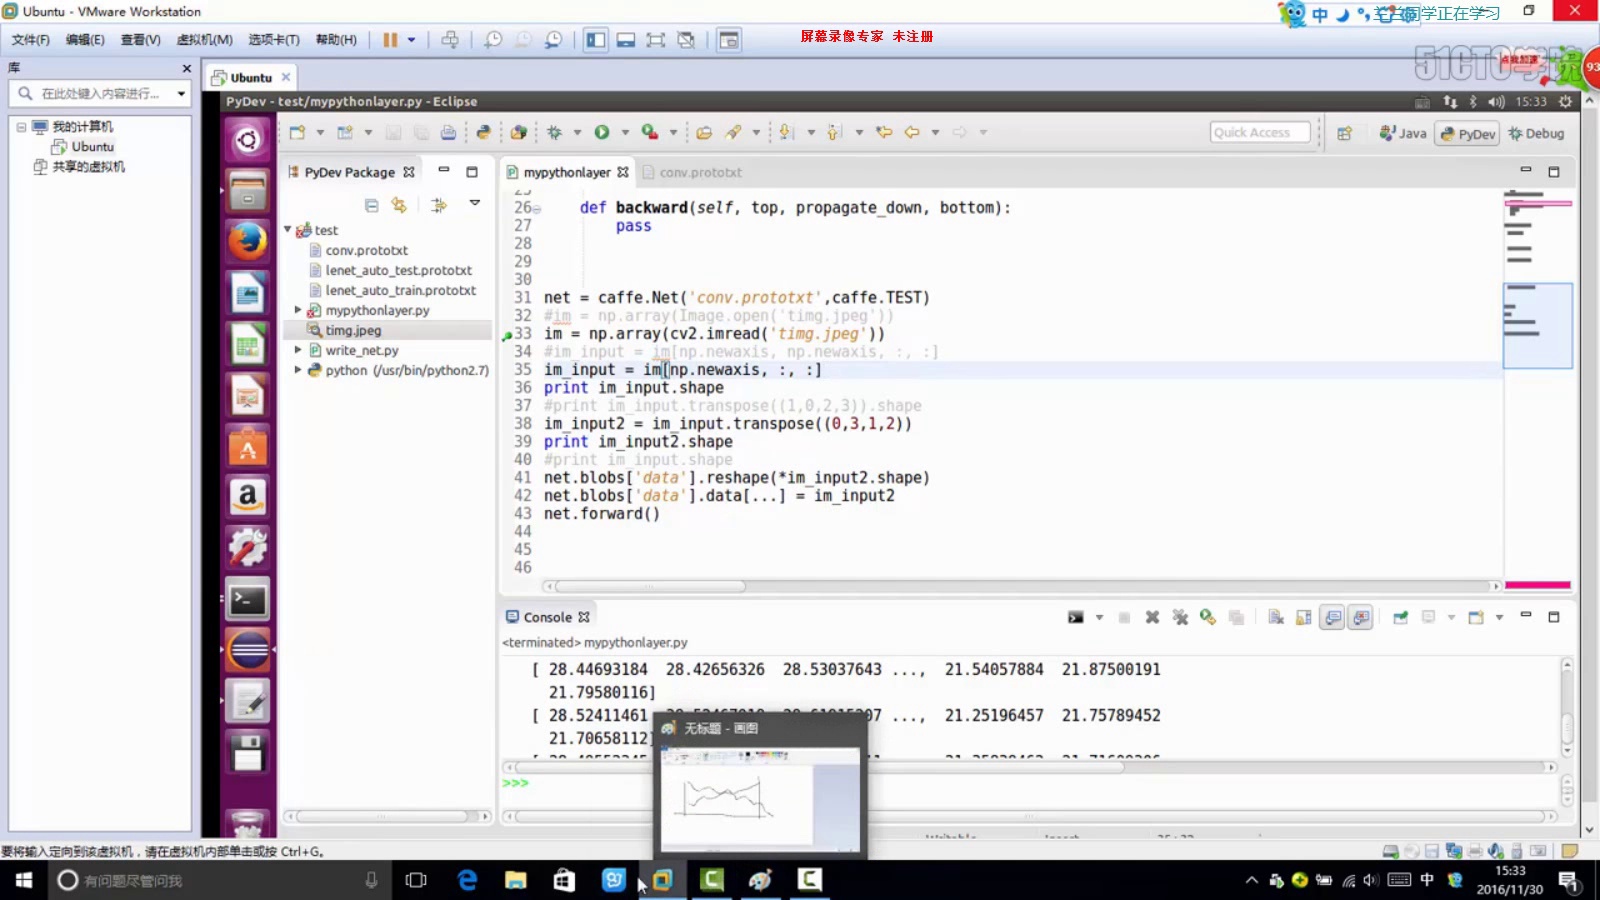 Ubuntu - VMware Workstation
中
兰兰同学正在学习
文件(F) 编辑(E) 查看(V) 虚拟机(M) 选项卡(T) 帮助(H)
屏幕录像专家 未注册
51CTO学院
93
库
在此处键入内容进行...
我的计算机
Ubuntu
共享的虚拟机
Ubuntu
PyDev - test/mypythonlayer.py - Eclipse
15:33
Quick Access
Java
PyDev
Debug
PyDev Package
test
conv.prototxt
lenet_auto_test.prototxt
lenet_auto_train.prototxt
mypythonlayer.py
timg.jpeg
write_net.py
python (/usr/bin/python2.7)
mypythonlayer
conv.prototxt
25
26 def backward(self, top, propagate_down, bottom):
27 pass
28
29
30
31 net = caffe.Net('conv.prototxt',caffe.TEST)
32 #im = np.array(Image.open('timg.jpeg'))
33 im = np.array(cv2.imread('timg.jpeg'))
34 #im_input = im[np.newaxis, np.newaxis, :, :]
35 im_input = im[np.newaxis, :, :]
36 print im_input.shape
37 #print im_input.transpose((1,0,2,3)).shape
38 im_input2 = im_input.transpose((0,3,1,2))
39 print im_input2.shape
40 #print im_input.shape
41 net.blobs['data'].reshape(*im_input2.shape)
42 net.blobs['data'].data[...] = im_input2
43 net.forward()
44
45
46
Console
<terminated> mypythonlayer.py
[ 28.44693184 28.42656326 28.53037643 ..., 21.54057884 21.87500191
21.79580116]
[ 28.52411461 ..., 21.25196457 21.75789452
21.70658112]
>>>
无标题 - 画图
要将输入定向到该虚拟机，请在虚拟机内部单击或按 Ctrl+G。
有问题尽管问我
中
15:33
2016/11/30
1